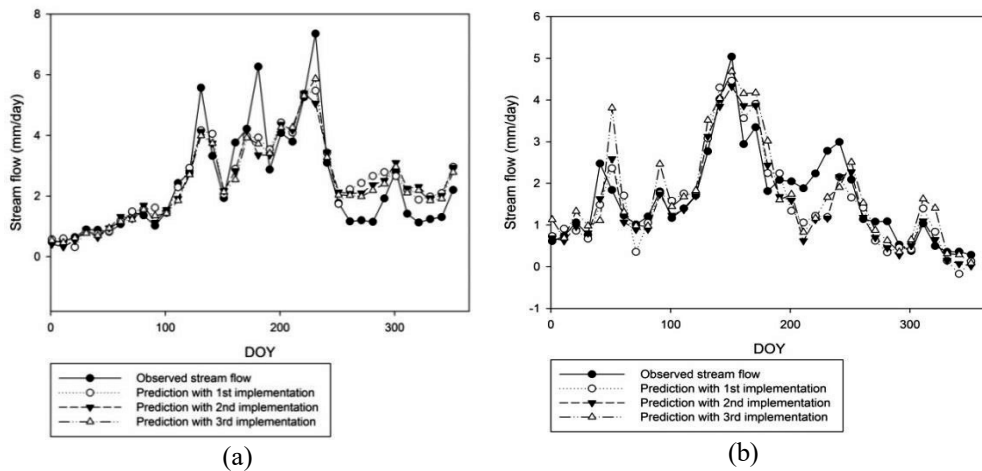 8
6
4
2
0
Stream flow (mm/day)
0
100
200
300
DOY
Observed stream flow
Prediction with 1st implementation
Prediction with 2nd implementation
Prediction with 3rd implementation
(a)
6
5
4
3
2
1
0
-1
Stream flow (mm/day)
0
100
200
300
DOY
Observed stream flow
Prediction with 1st implementation
Prediction with 2nd implementation
Prediction with 3rd implementation
(b)